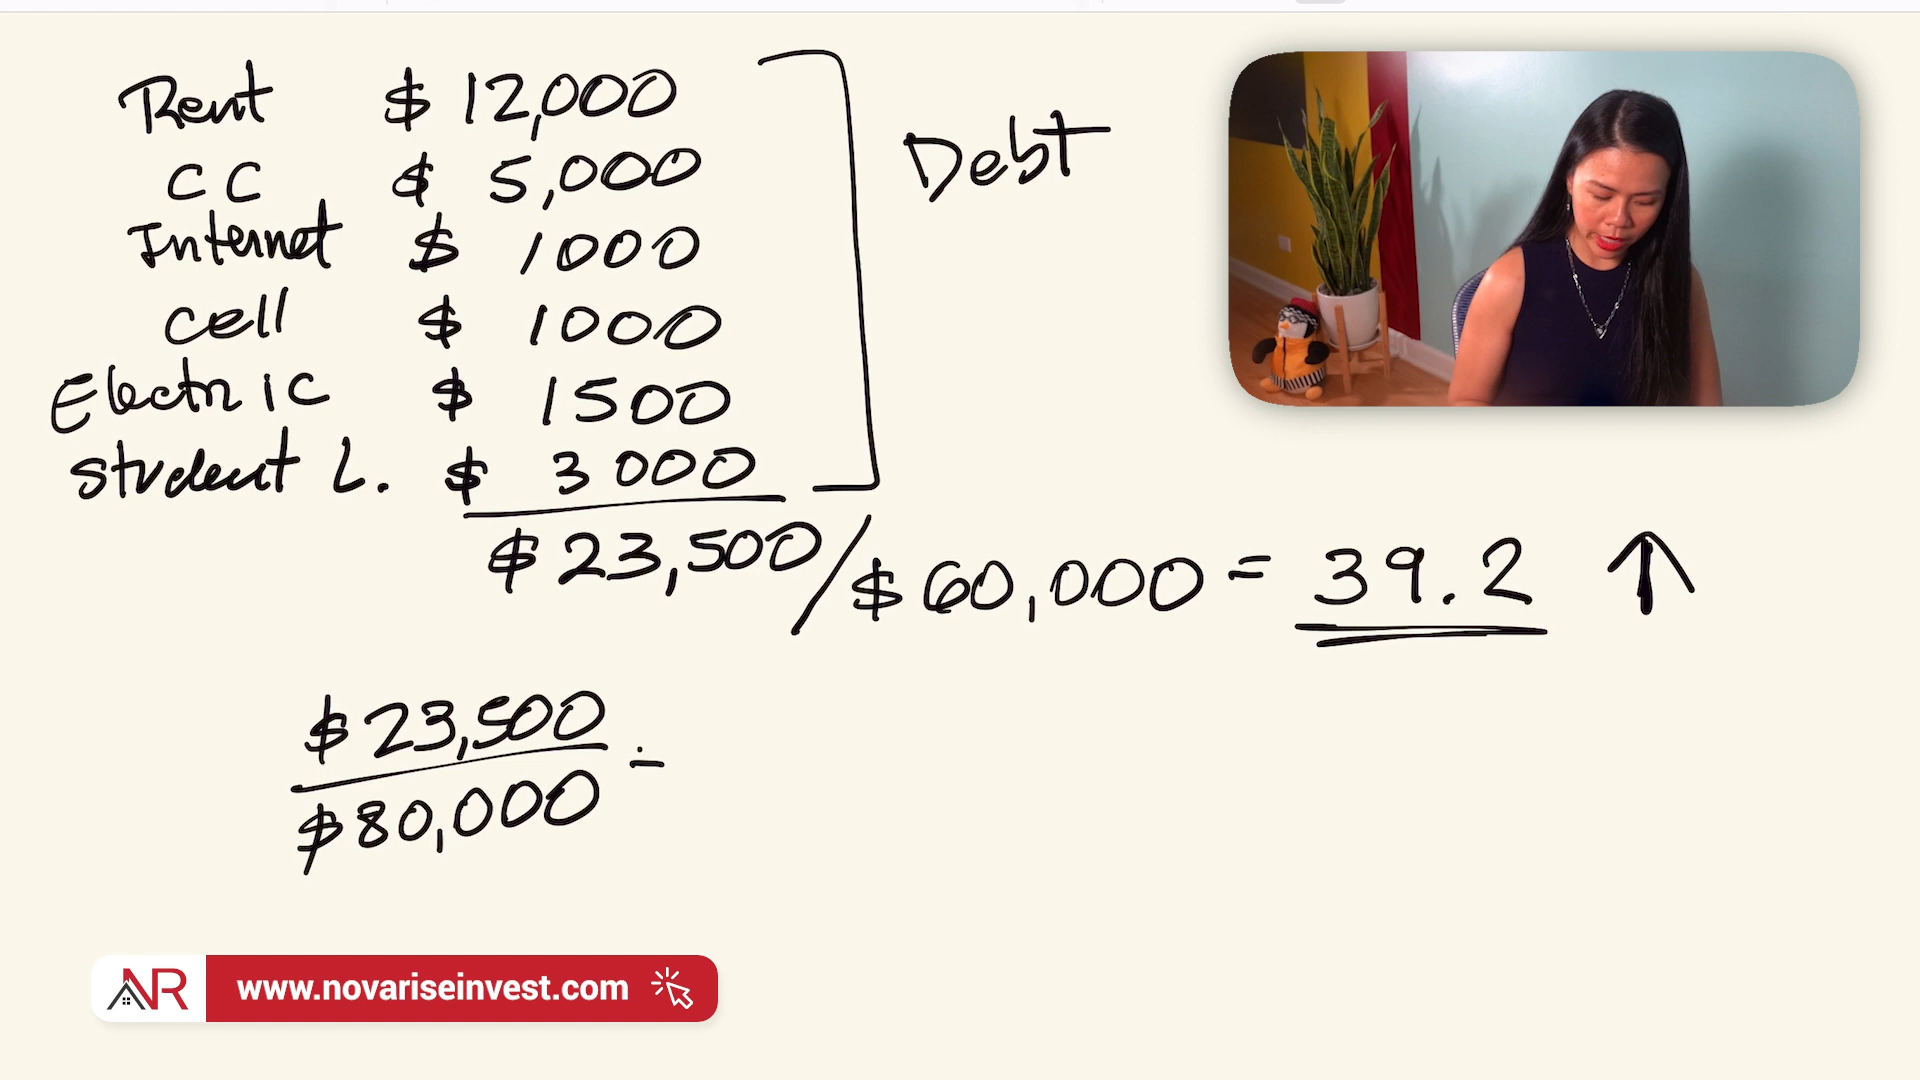 Rent $ 12,000
CC $ 5,000
Internet $ 1000
Cell $ 1000
Electric $ 1500
Student L. $ 3000
Debt
$ 23,500 / $ 60,000 = 39.2 ↑
$ 23,500
$ 80,000 =
NR www.novariseinvest.com